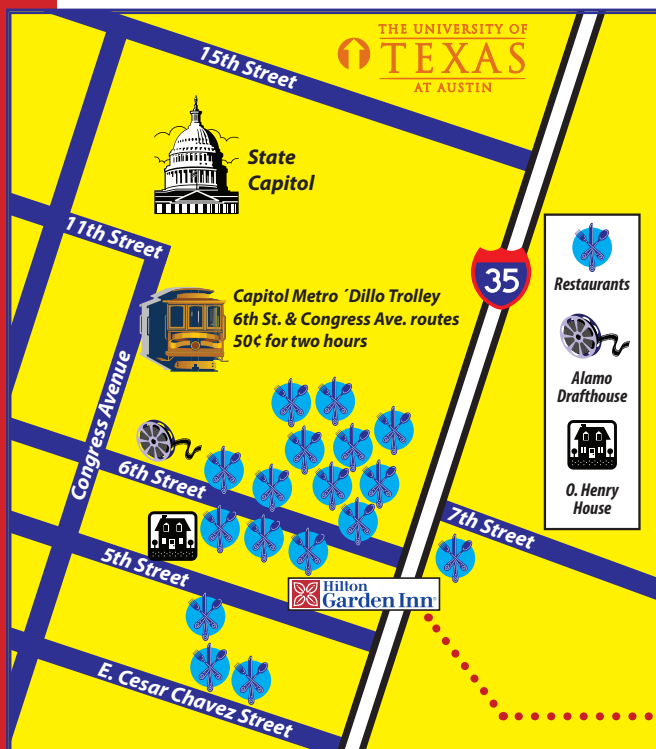 THE UNIVERSITY OF
TEXAS
AT AUSTIN
15th Street
State
Capitol
11th Street
35
Capitol Metro ´Dillo Trolley
6th St. & Congress Ave. routes
50¢ for two hours
Restaurants
Alamo
Drafthouse
O. Henry
House
Congress Avenue
6th Street
7th Street
5th Street
Hilton
Garden Inn®
E. Cesar Chavez Street